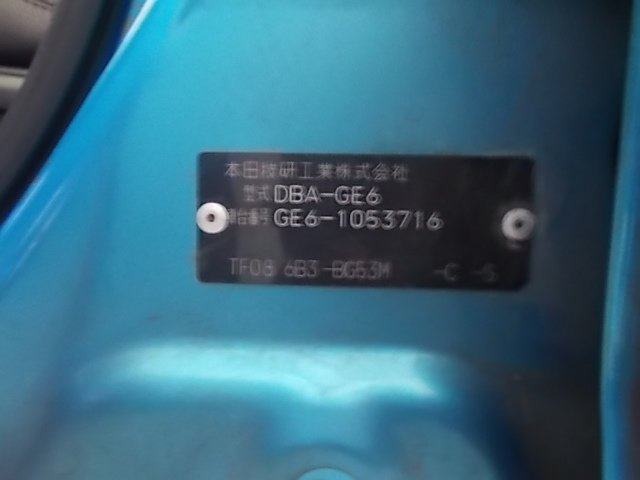 本田技研工業株式会社
型式 DBA-GE6
車台番号 GE6-1053716
TF08 6B3 -BG53M -C -S